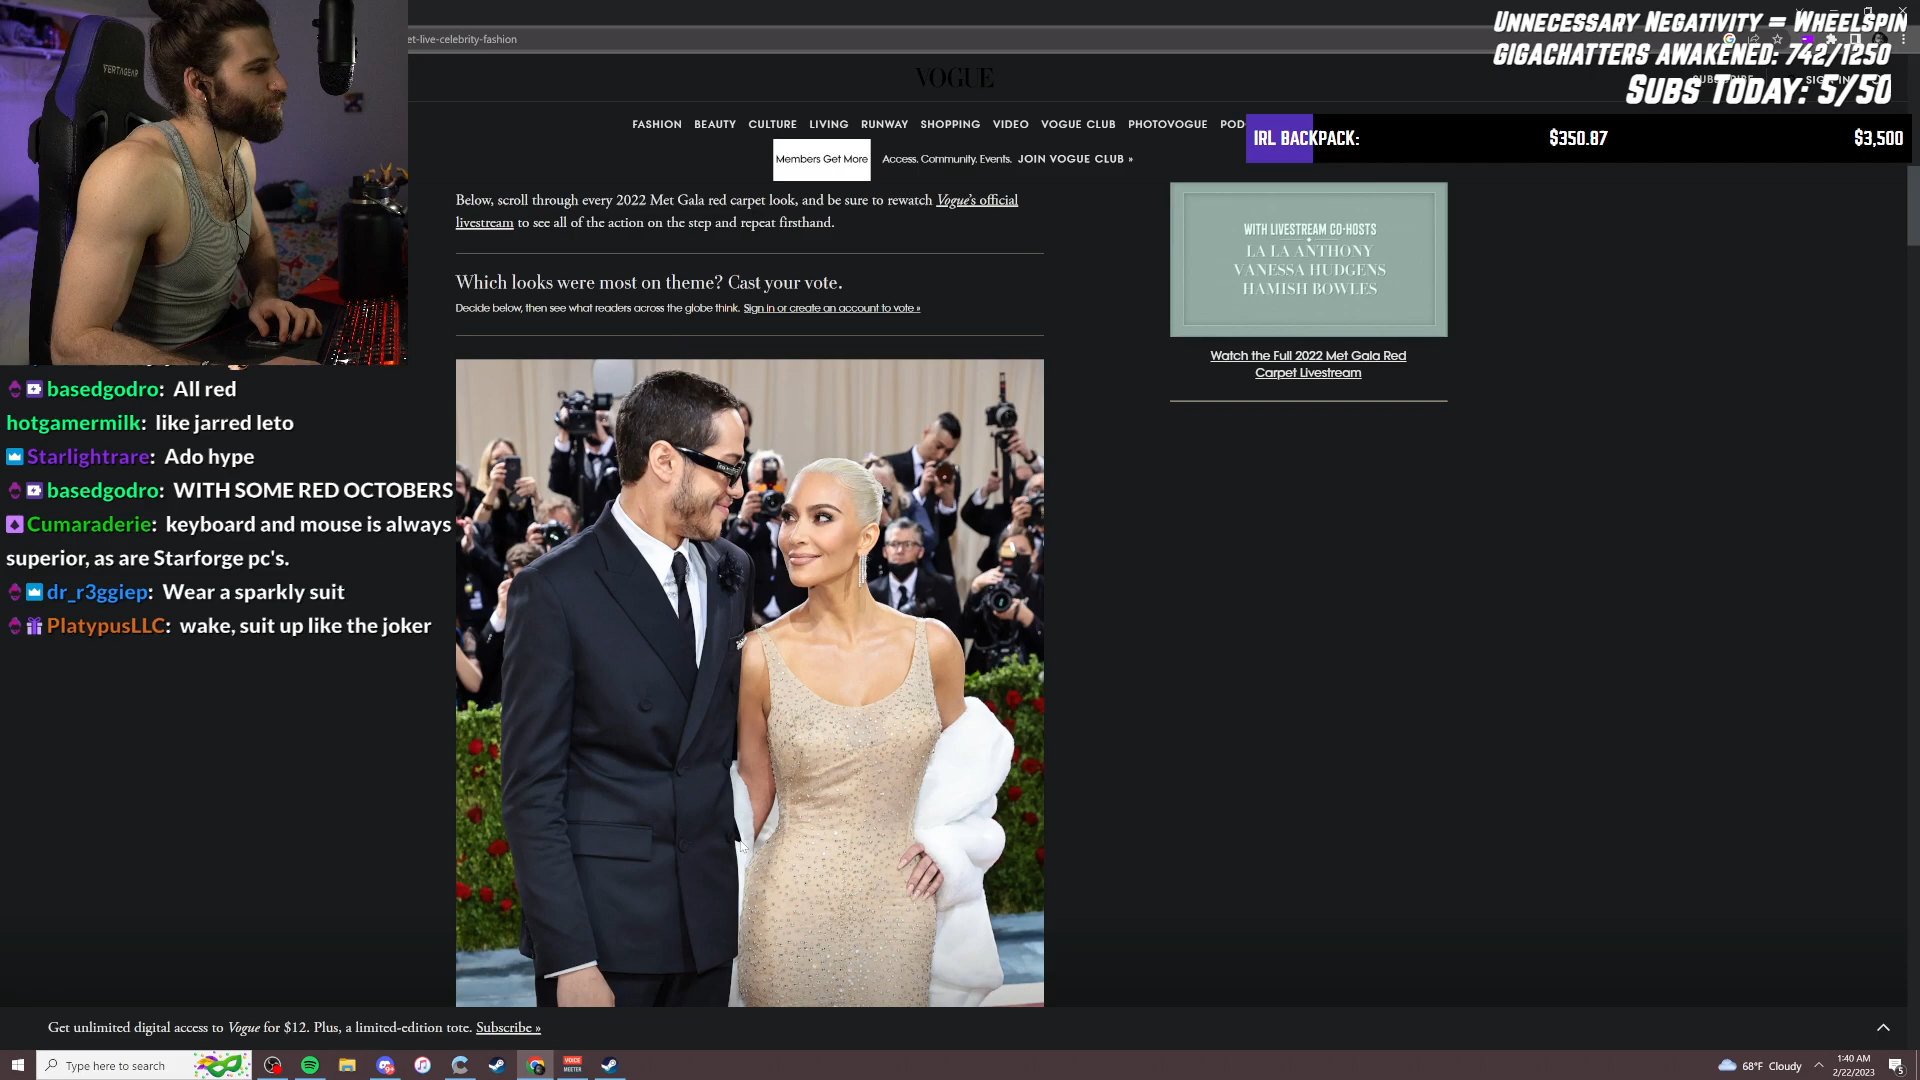 et-live-celebrity-fashion
UNNECESSARY NEGATIVITY = WHEELSPIN
GIGACHATTERS AWAKENED: 742/1250
SUBS TODAY: 5/50
IRL BACKPACK: $350.87 $3,500
VERTAGEAR
VOGUE
SUBSCRIBE SIGN IN
FASHION BEAUTY CULTURE LIVING RUNWAY SHOPPING VIDEO VOGUE CLUB PHOTOVOGUE POD
Members Get More Access. Community. Events. JOIN VOGUE CLUB »
Below, scroll through every 2022 Met Gala red carpet look, and be sure to rewatch Vogue's official
livestream to see all of the action on the step and repeat firsthand.
Which looks were most on theme? Cast your vote.
Decide below, then see what readers across the globe think. Sign in or create an account to vote »
WITH LIVESTREAM CO-HOSTS
LA LA ANTHONY
VANESSA HUDGENS
HAMISH BOWLES
Watch the Full 2022 Met Gala Red
Carpet Livestream
basedgodro: All red
hotgamermilk: like jarred leto
Starlightrare: Ado hype
basedgodro: WITH SOME RED OCTOBERS
Cumaraderie: keyboard and mouse is always
superior, as are Starforge pc's.
dr_r3ggiep: Wear a sparkly suit
PlatypusLLC: wake, suit up like the joker
Get unlimited digital access to Vogue for $12. Plus, a limited-edition tote. Subscribe »
Type here to search
VOICE
MEETER
68°F Cloudy
1:40 AM
2/22/2023
5